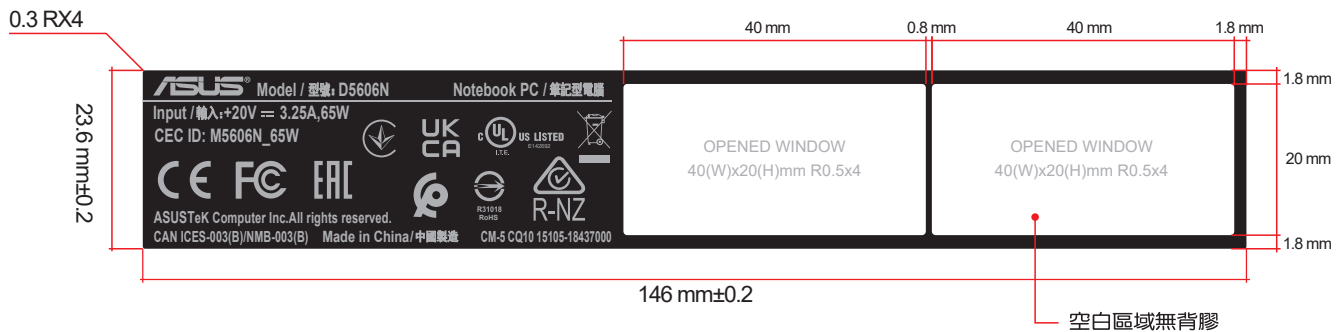 0.3 RX4
40 mm 0.8 mm 40 mm 1.8 mm
ASUS® Model / 型號: D5606N Notebook PC / 筆記型電腦
1.8 mm
Input / 輸入:+20V ⎓ 3.25A,65W
CEC ID: M5606N_65W
UK CA
C UL US LISTED
E142692
I.T.E.
23.6 mm±0.2
OPENED WINDOW
40(W)x20(H)mm R0.5x4
OPENED WINDOW
40(W)x20(H)mm R0.5x4
20 mm
CE FC EAC
R31018
RoHS
R-NZ
ASUSTeK Computer Inc.All rights reserved.
CAN ICES-003(B)/NMB-003(B) Made in China/中國製造 CM-5 CQ10 15105-18437000
1.8 mm
146 mm±0.2
空白區域無背膠